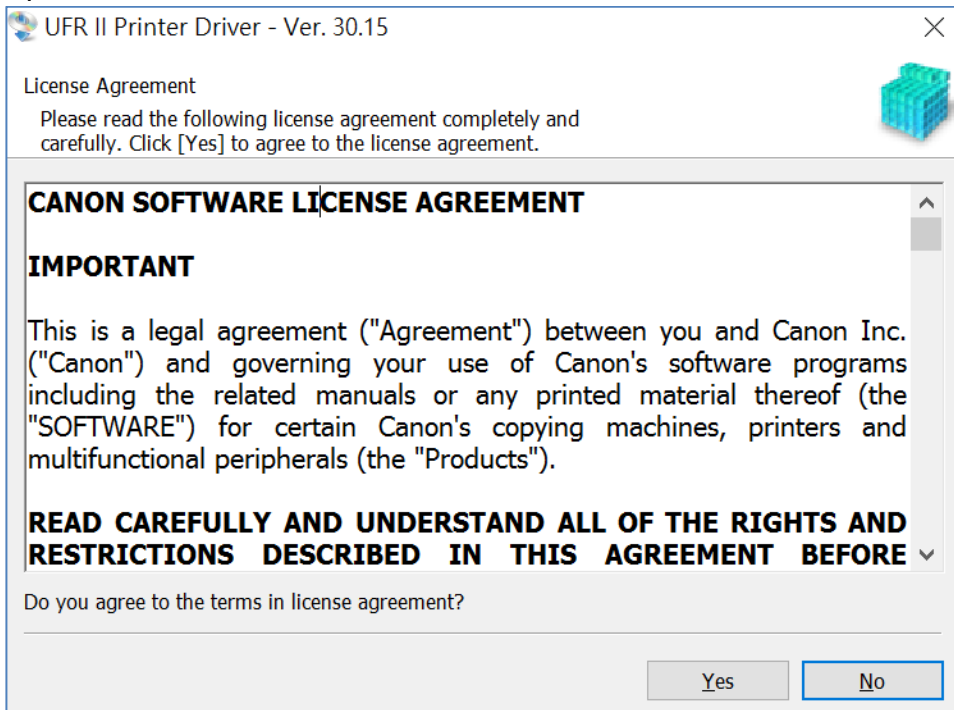 UFR II Printer Driver - Ver. 30.15
License Agreement
Please read the following license agreement completely and
carefully. Click [Yes] to agree to the license agreement.
CANON SOFTWARE LICENSE AGREEMENT
IMPORTANT
This is a legal agreement ("Agreement") between you and Canon Inc.
("Canon") and governing your use of Canon's software programs
including the related manuals or any printed material thereof (the
"SOFTWARE") for certain Canon's copying machines, printers and
multifunctional peripherals (the "Products").
READ CAREFULLY AND UNDERSTAND ALL OF THE RIGHTS AND
RESTRICTIONS DESCRIBED IN THIS AGREEMENT BEFORE
Do you agree to the terms in license agreement?
Yes
No